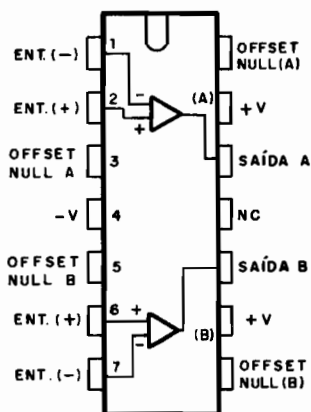 ENT. (-)
1
OFFSET
NULL(A)
ENT. (+)
2
-
+
(A)
+V
OFFSET
NULL A
3
SAÍDA A
-V
4
NC
OFFSET
NULL B
5
SAÍDA B
ENT. (+)
6
+
-
(B)
+V
ENT. (-)
7
OFFSET
NULL(B)